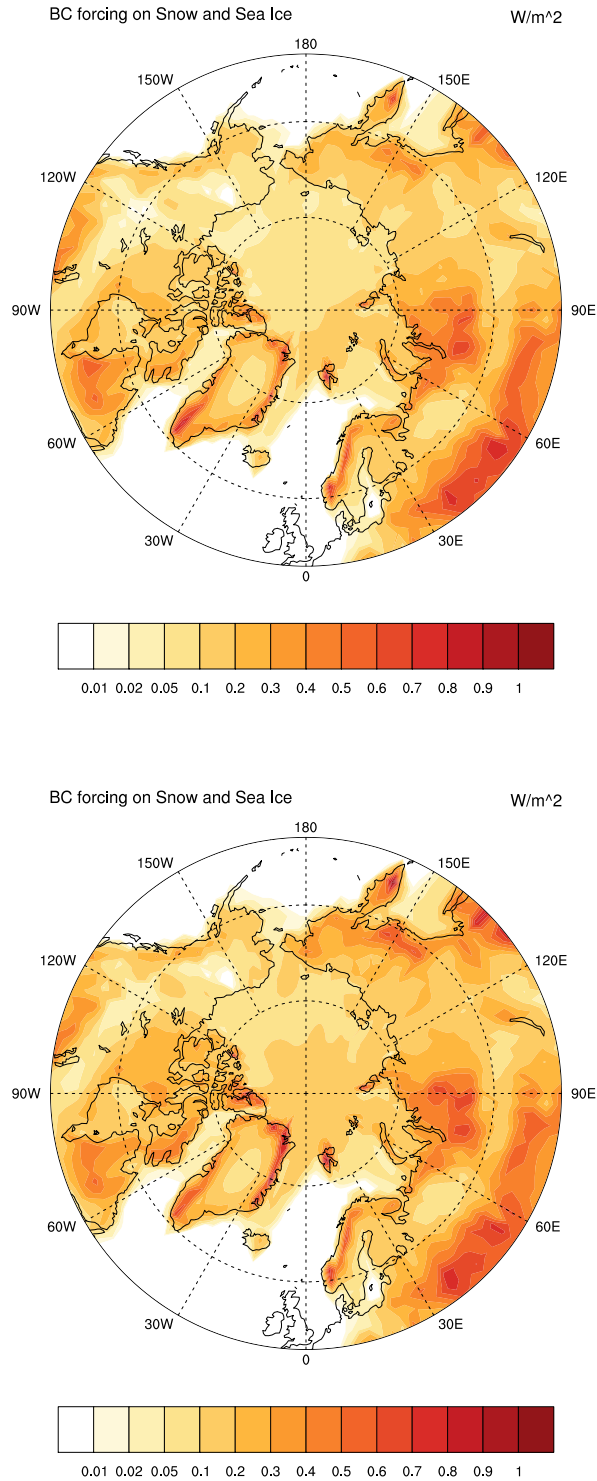 BC forcing on Snow and Sea Ice W/m^2
180
150W 150E
120W 120E
90W 90E
60W 60E
30W 30E
0
0.01 0.02 0.05 0.1 0.2 0.3 0.4 0.5 0.6 0.7 0.8 0.9 1
BC forcing on Snow and Sea Ice W/m^2
180
150W 150E
120W 120E
90W 90E
60W 60E
30W 30E
0
0.01 0.02 0.05 0.1 0.2 0.3 0.4 0.5 0.6 0.7 0.8 0.9 1